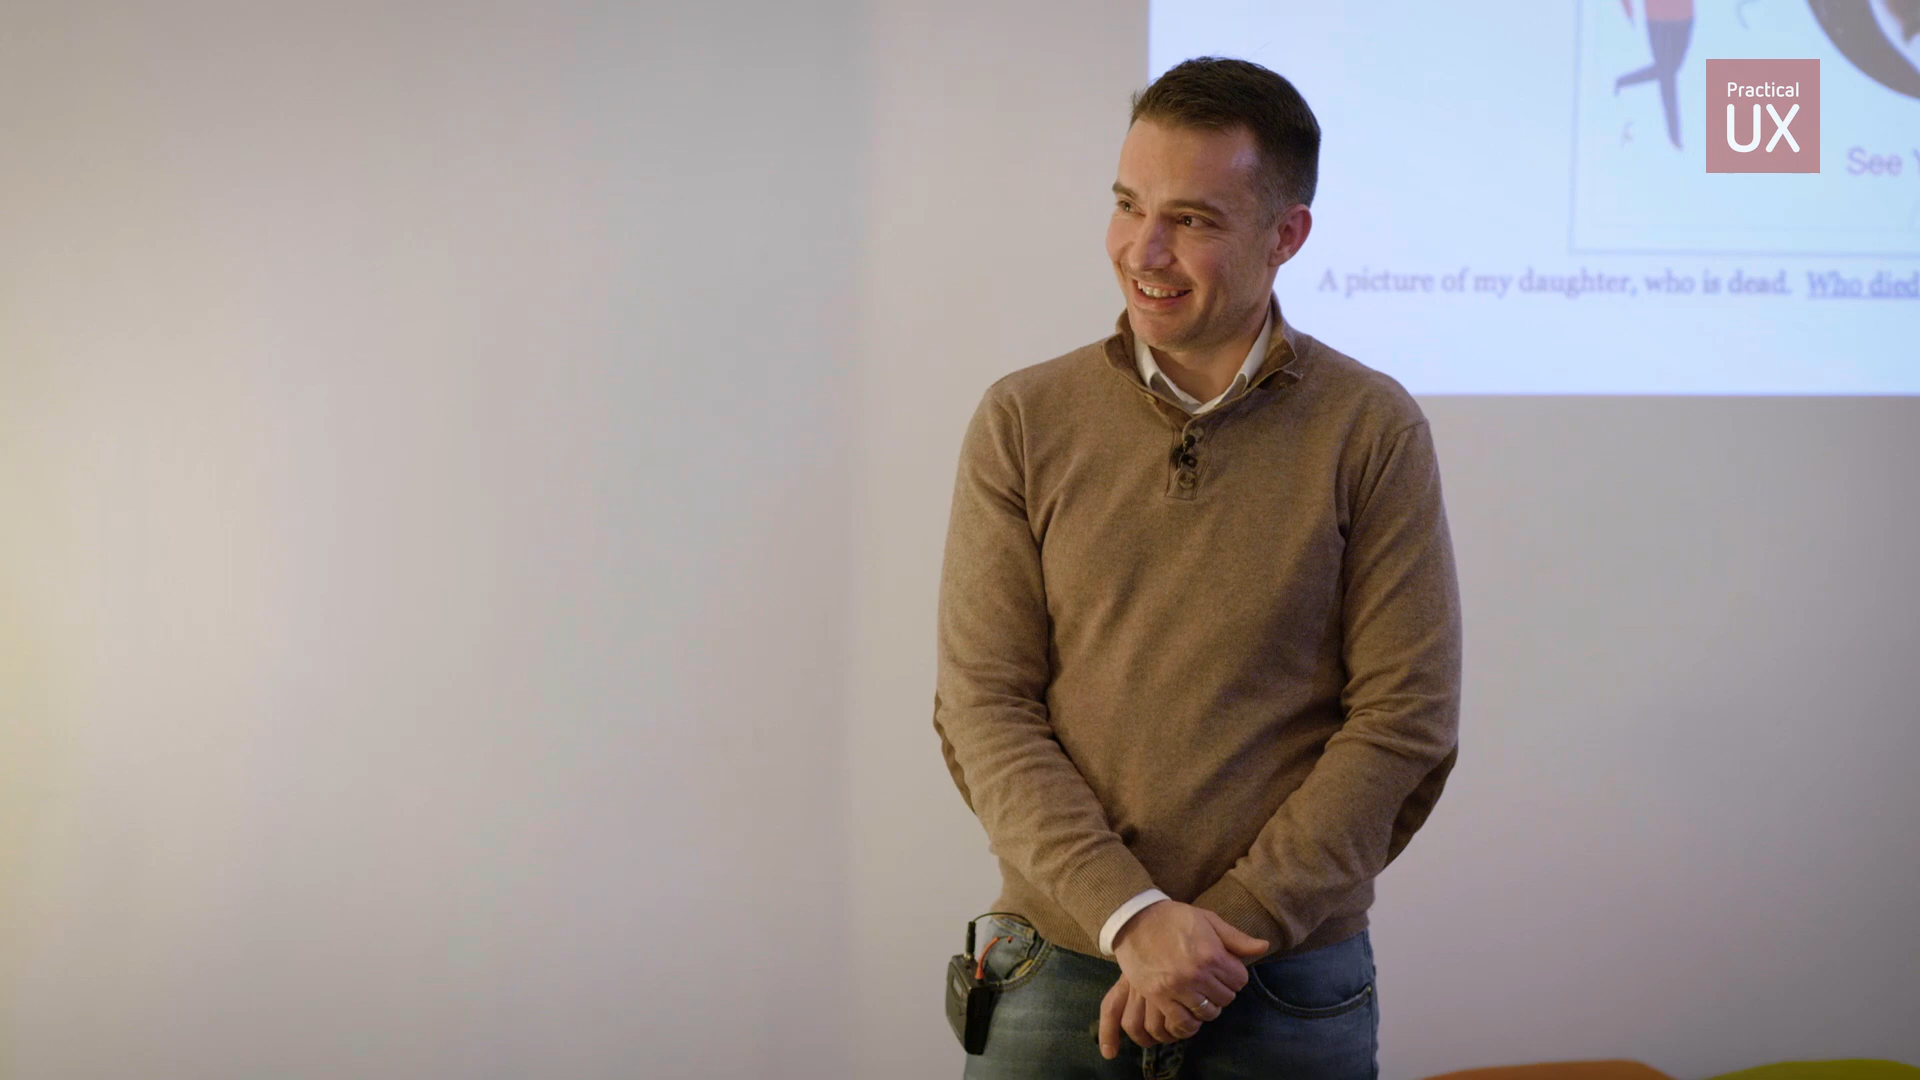 Practical
UX
See
A picture of my daughter, who is dead. Who died